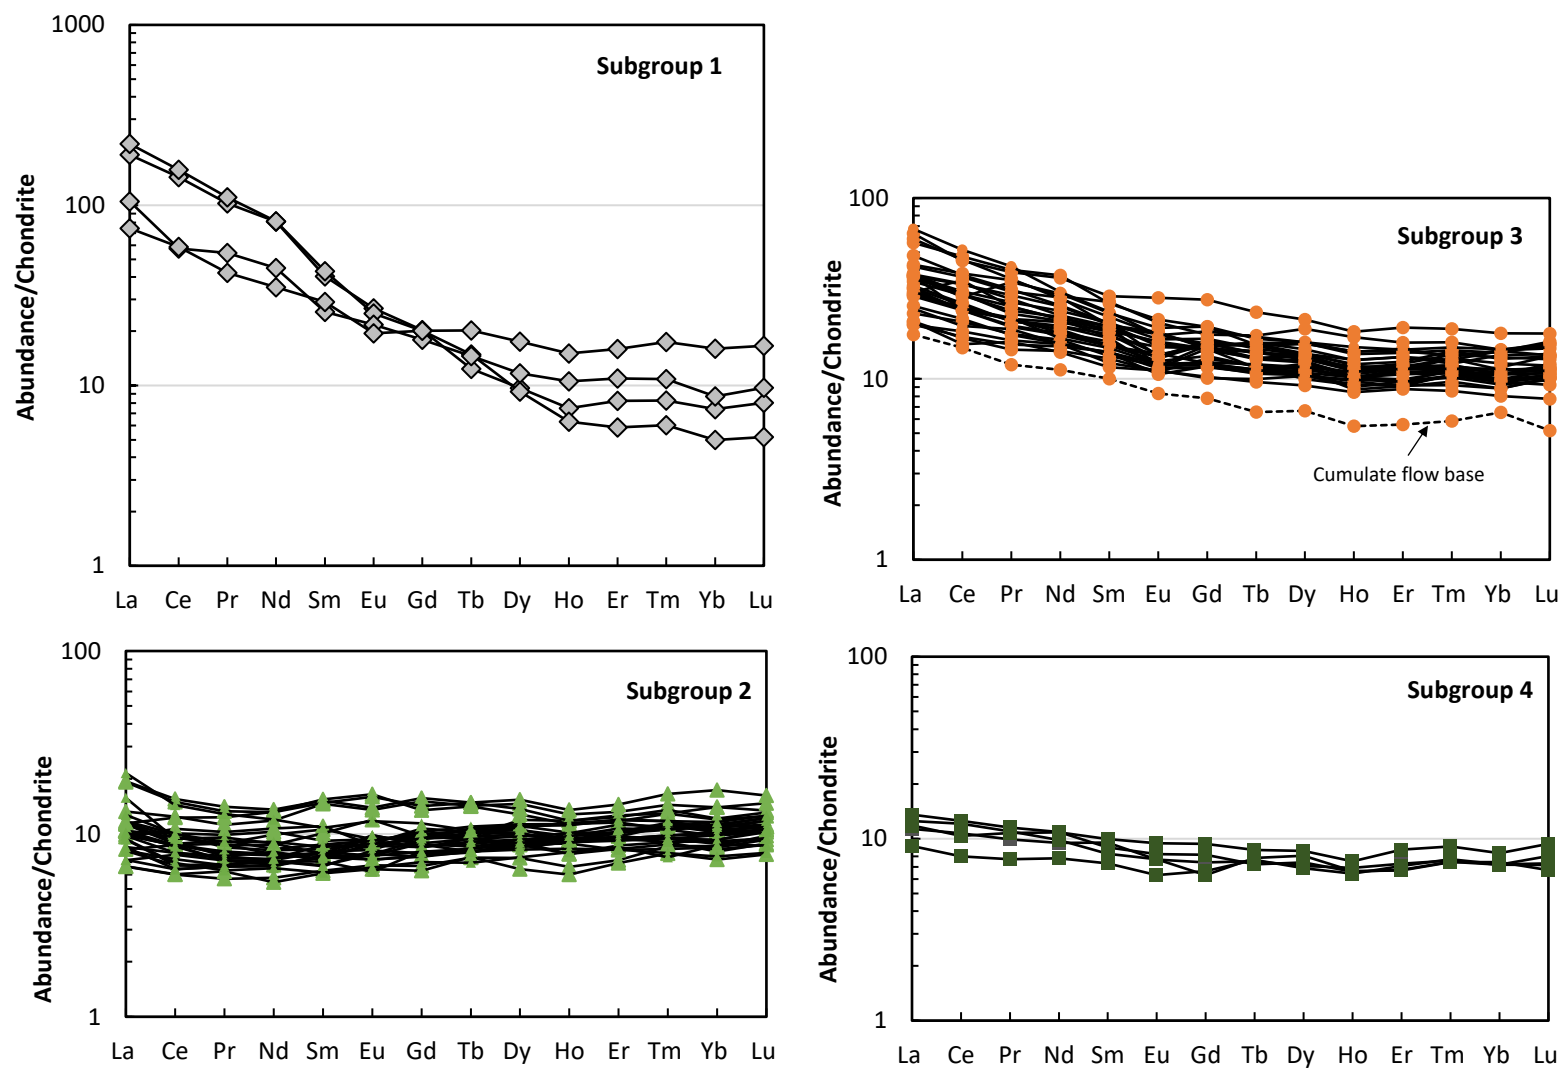 1000
100
10
1
Abundance/Chondrite
Subgroup 1
La Ce Pr Nd Sm Eu Gd Tb Dy Ho Er Tm Yb Lu
100
10
1
Abundance/Chondrite
Subgroup 3
Cumulate flow base
La Ce Pr Nd Sm Eu Gd Tb Dy Ho Er Tm Yb Lu
100
10
1
Abundance/Chondrite
Subgroup 2
La Ce Pr Nd Sm Eu Gd Tb Dy Ho Er Tm Yb Lu
100
10
1
Abundance/Chondrite
Subgroup 4
La Ce Pr Nd Sm Eu Gd Tb Dy Ho Er Tm Yb Lu